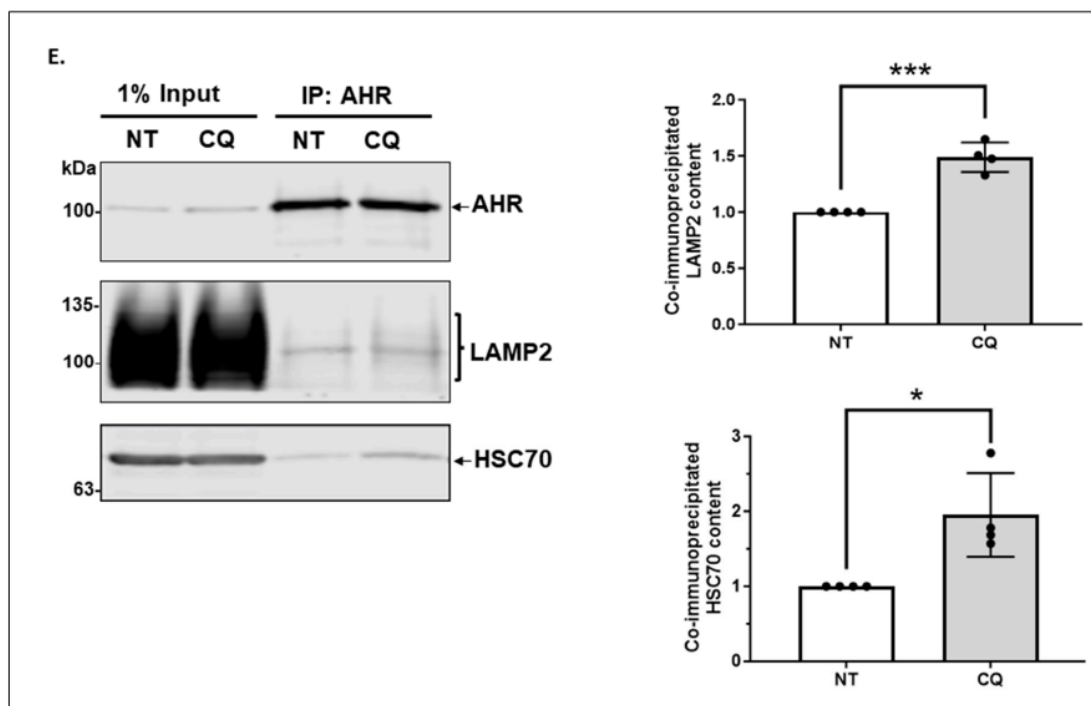 E.
1% Input
IP: AHR
NT
CQ
NT
CQ
kDa
100
AHR
135
100
LAMP2
63
HSC70
***
Co-immunoprecipitated
LAMP2 content
2.0
1.5
1.0
0.5
0.0
NT
CQ
*
Co-immunoprecipitated
HSC70 content
3
2
1
0
NT
CQ